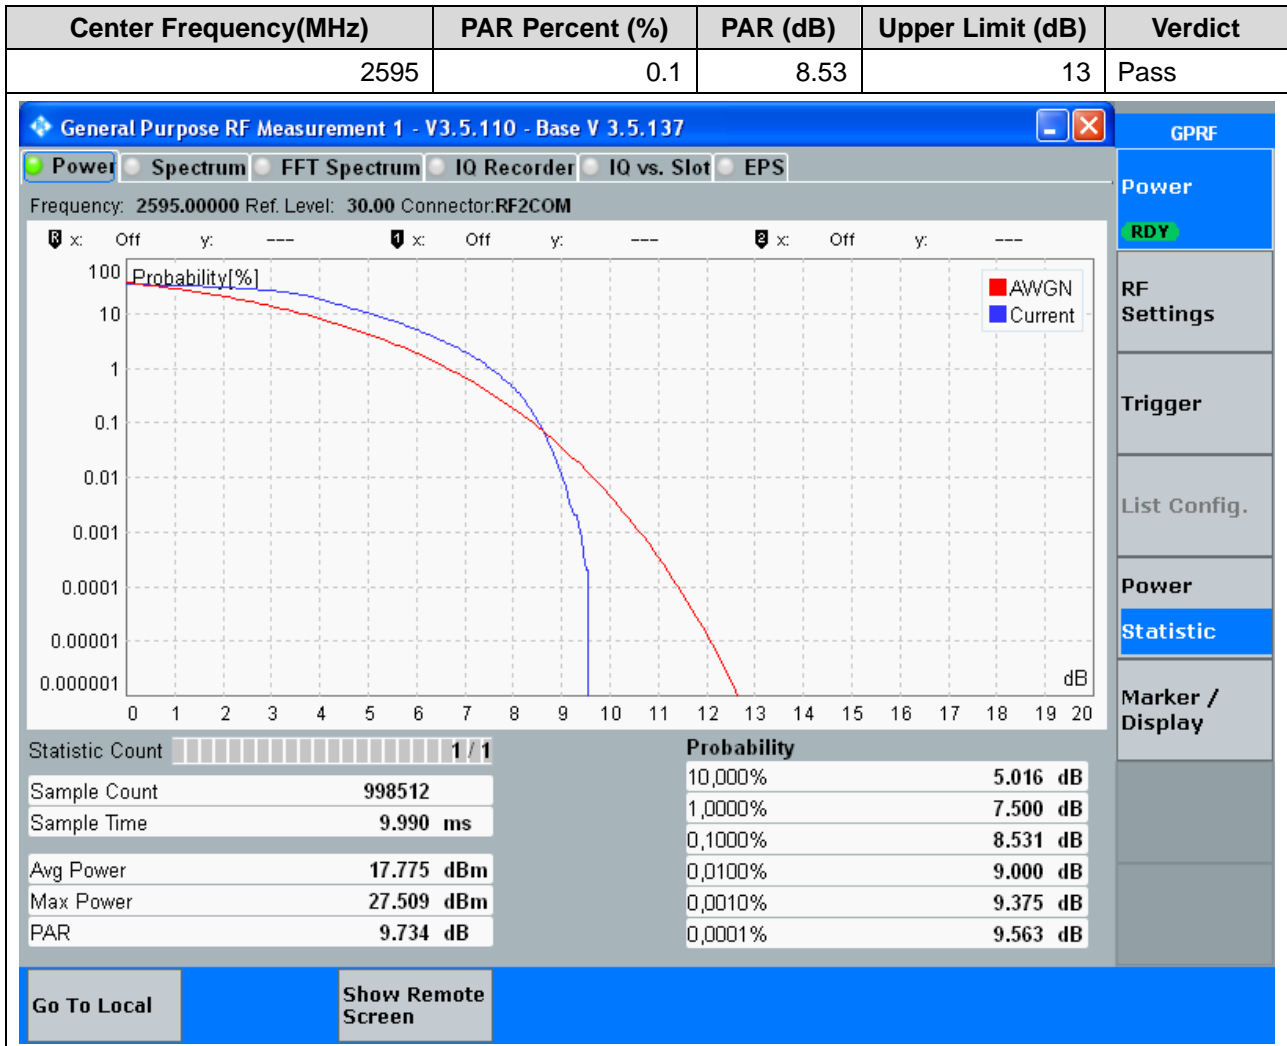 Center Frequency(MHz) PAR Percent (%) PAR (dB) Upper Limit (dB) Verdict
2595 0.1 8.53 13 Pass
General Purpose RF Measurement 1 - V3.5.110 - Base V 3.5.137
GPRF
Power Spectrum FFT Spectrum IQ Recorder IQ vs. Slot EPS
Frequency: 2595.00000 Ref. Level: 30.00 Connector:RF2COM
R x: Off y: --- 1 x: Off y: --- 2 x: Off y: ---
Probability[%]
AWGN
Current
100
10
1
0.1
0.01
0.001
0.0001
0.00001
0.000001
dB
0 1 2 3 4 5 6 7 8 9 10 11 12 13 14 15 16 17 18 19 20
Statistic Count 1 / 1
Sample Count 998512
Sample Time 9.990 ms
Avg Power 17.775 dBm
Max Power 27.509 dBm
PAR 9.734 dB
Probability
10,000% 5.016 dB
1,0000% 7.500 dB
0,1000% 8.531 dB
0,0100% 9.000 dB
0,0010% 9.375 dB
0,0001% 9.563 dB
Power
RDY
RF
Settings
Trigger
List Config.
Power
Statistic
Marker /
Display
Go To Local
Show Remote
Screen